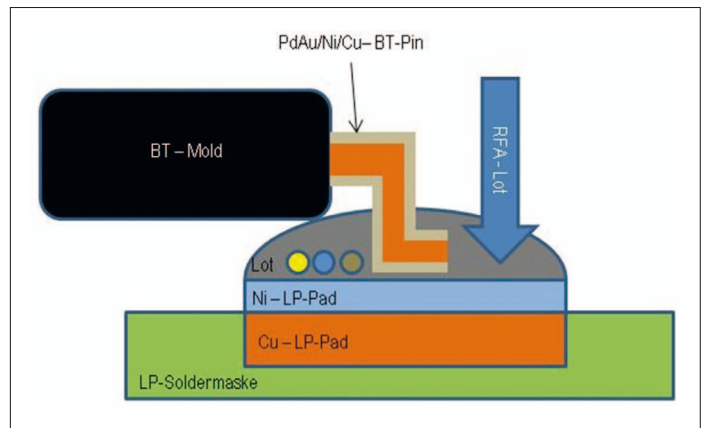 PdAu/Ni/Cu–BT-Pin
BT – Mold
RFA- Lot
Lot
Ni – LP-Pad
Cu – LP-Pad
LP-Soldermaske